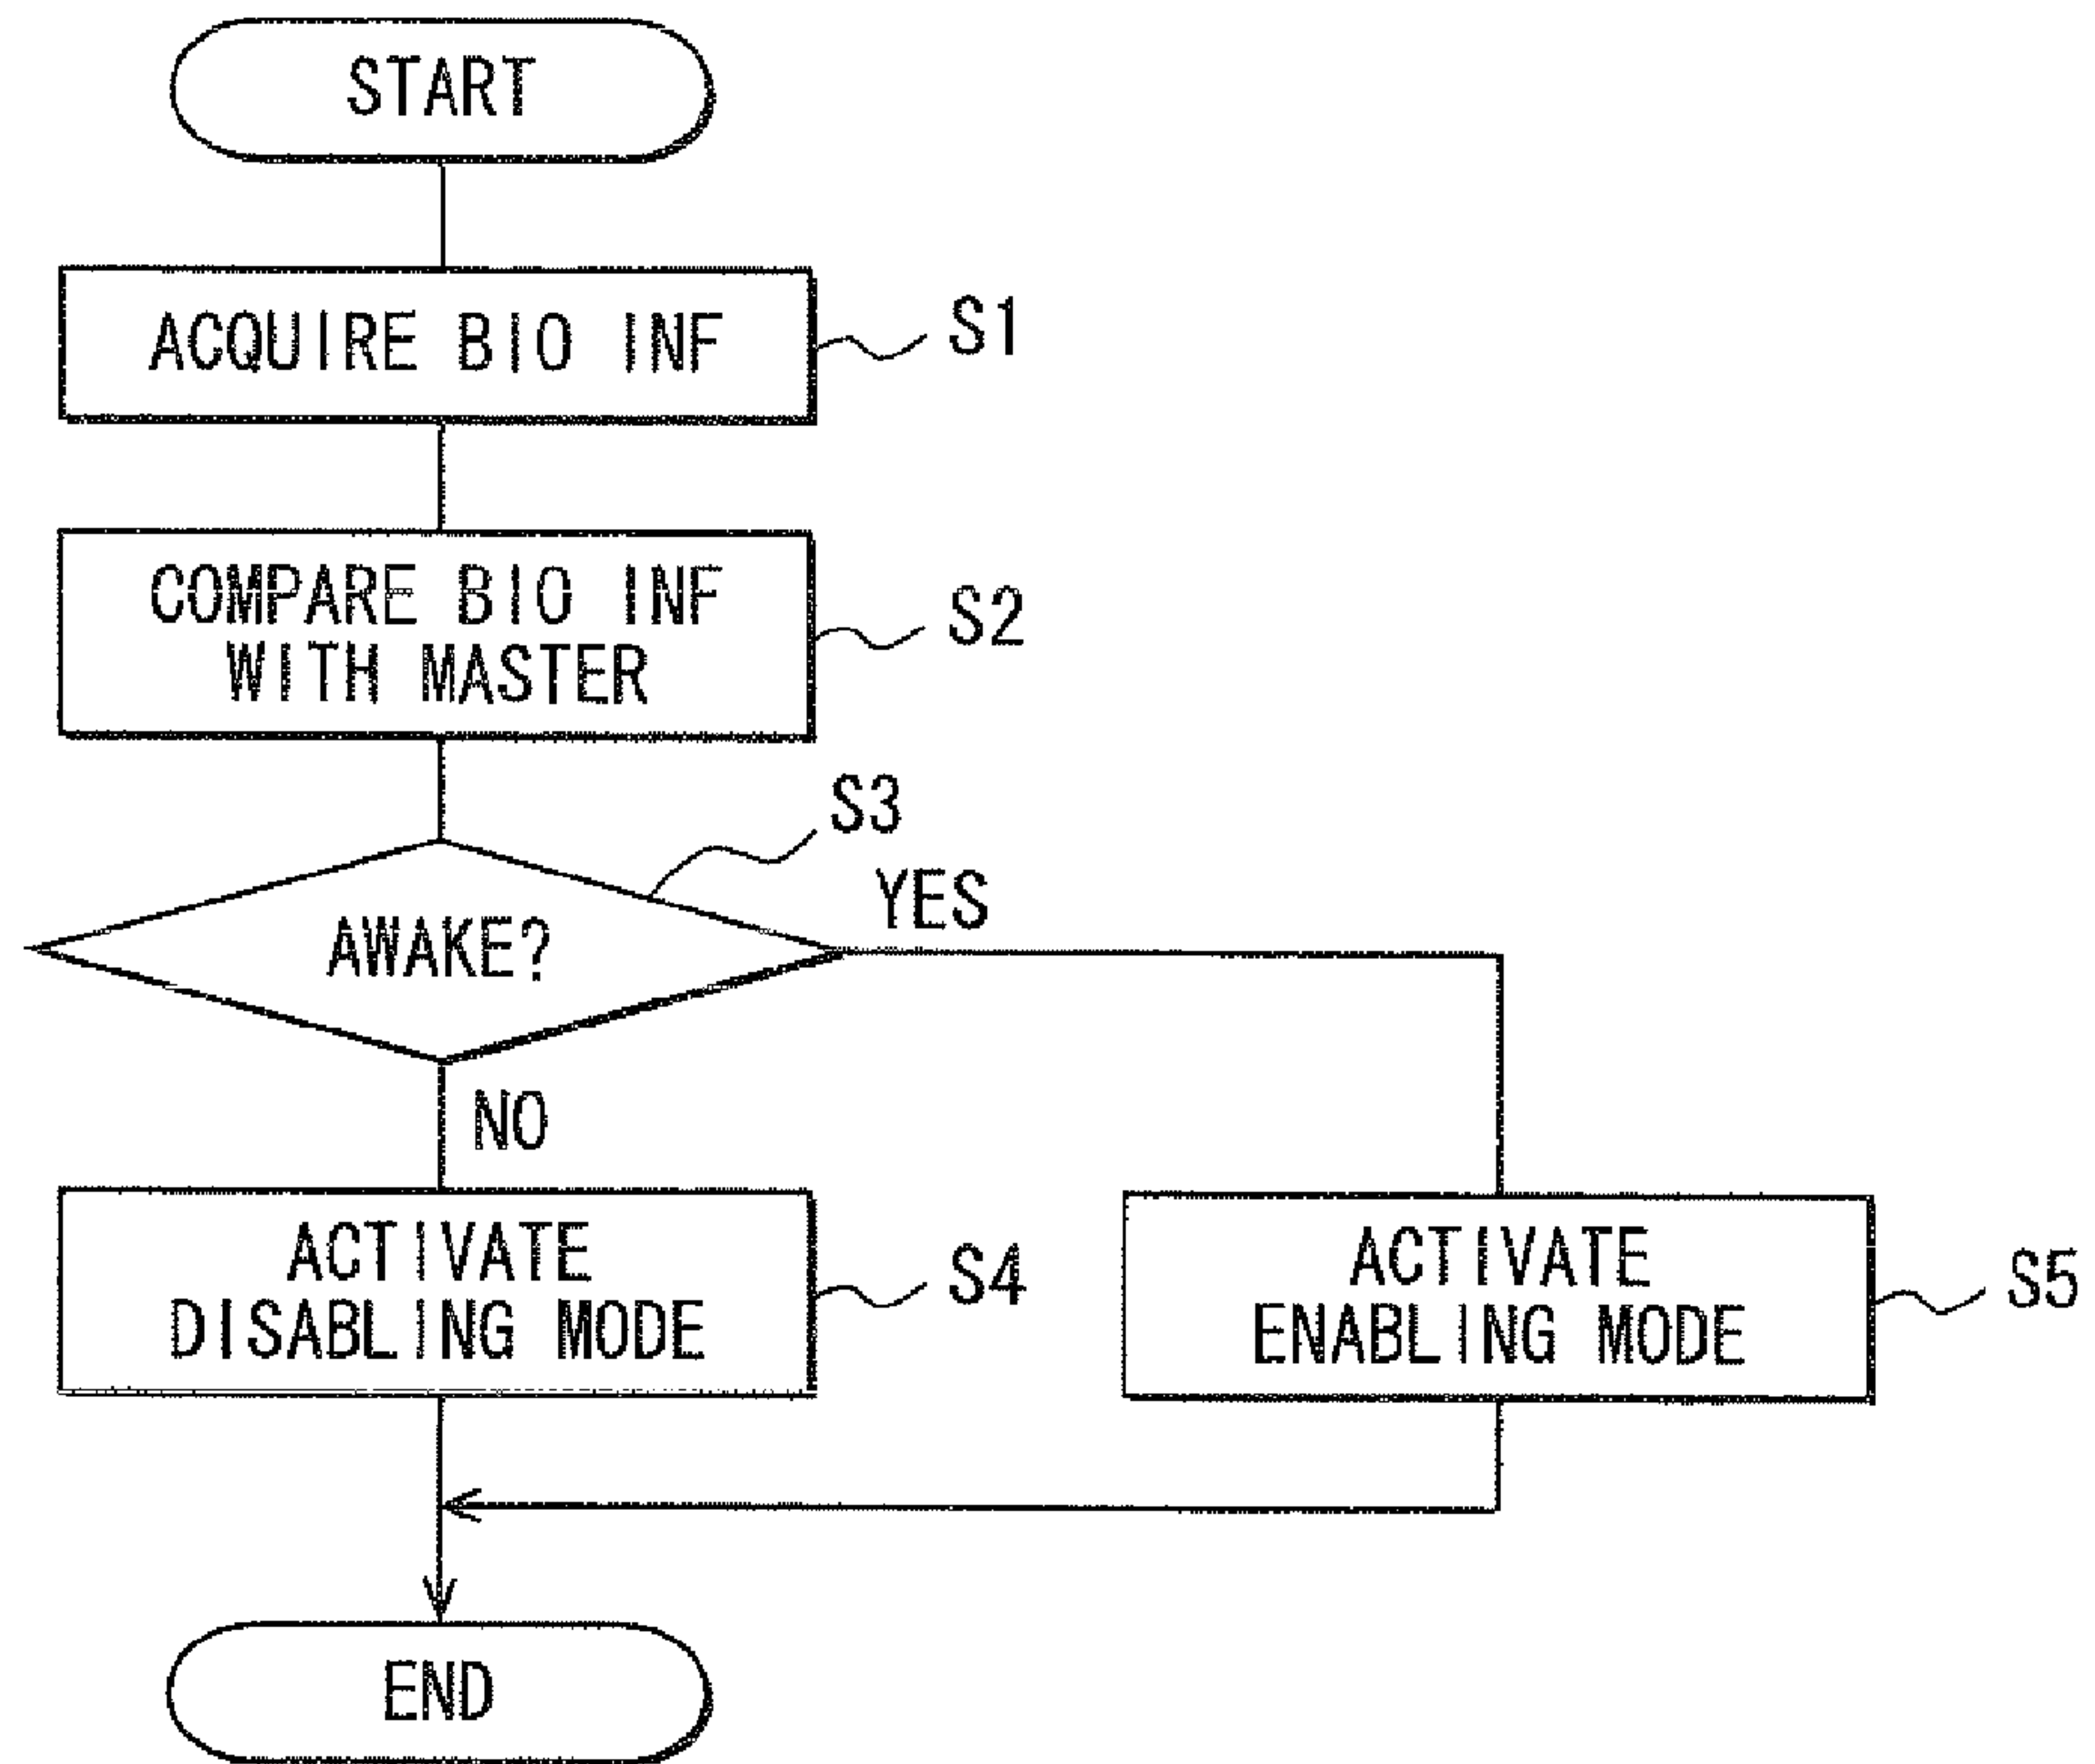 START
ACQUIRE BIO INF
S1
COMPARE BIO INF
WITH MASTER
S2
S3
AWAKE?
YES
NO
ACTIVATE
DISABLING MODE
S4
ACTIVATE
ENABLING MODE
S5
END